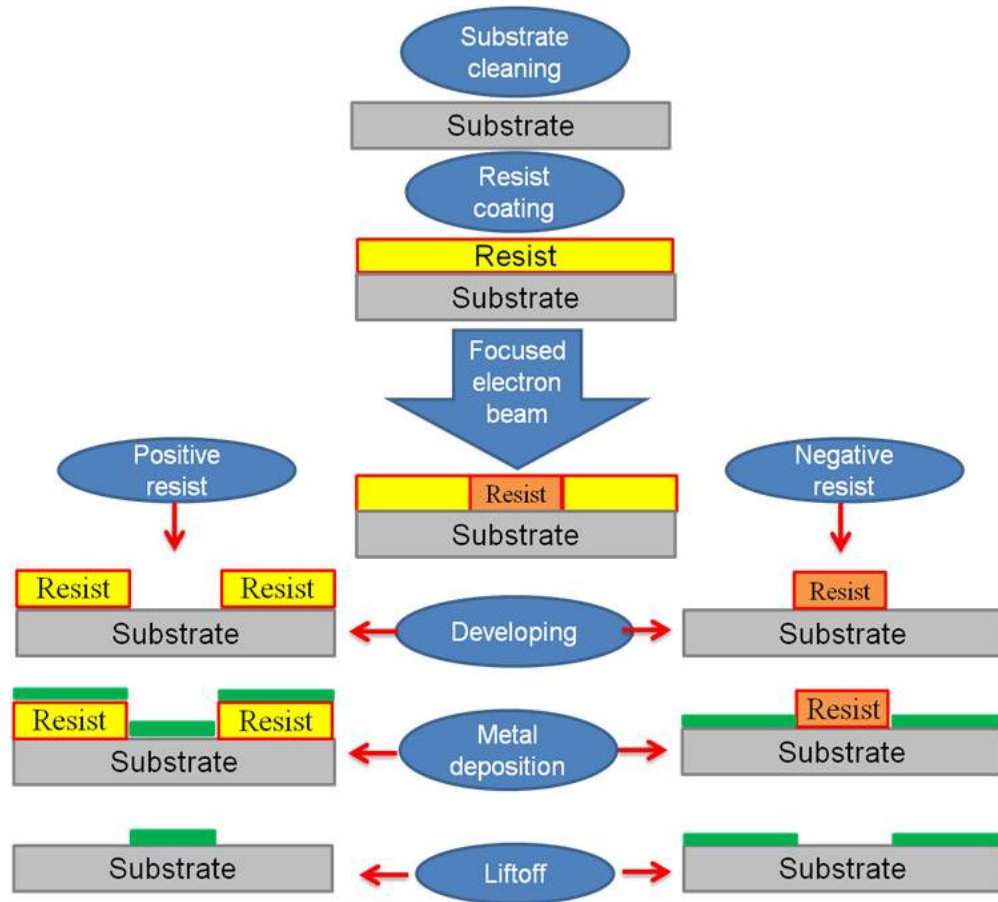 Substrate
cleaning
Substrate
Resist
coating
Resist
Substrate
Focused
electron
beam
Positive
resist
Negative
resist
Resist
Substrate
Resist
Resist
Substrate
Developing
Resist
Substrate
Resist
Resist
Substrate
Metal
deposition
Resist
Substrate
Substrate
Liftoff
Substrate